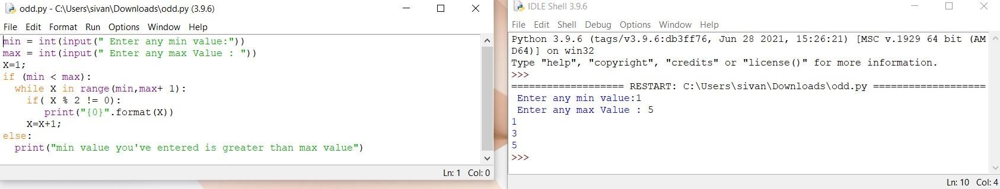 odd.py - C:\Users\sivan\Downloads\odd.py (3.9.6)
File Edit Format Run Options Window Help
min = int(input(" Enter any min value:"))
max = int(input(" Enter any max Value : "))
X=1;
if (min < max):
  while X in range(min,max+ 1):
    if( X % 2 != 0):
       print("{0}".format(X))
    X=X+1;
else:
  print("min value you've entered is greater than max value")
Ln: 1 Col: 0
IDLE Shell 3.9.6
File Edit Shell Debug Options Window Help
Python 3.9.6 (tags/v3.9.6:db3ff76, Jun 28 2021, 15:26:21) [MSC v.1929 64 bit (AM
D64)] on win32
Type "help", "copyright", "credits" or "license()" for more information.
>>>
=================== RESTART: C:\Users\sivan\Downloads\odd.py ===================
 Enter any min value:1
 Enter any max Value : 5
1
3
5
>>>
Ln: 10 Col: 4